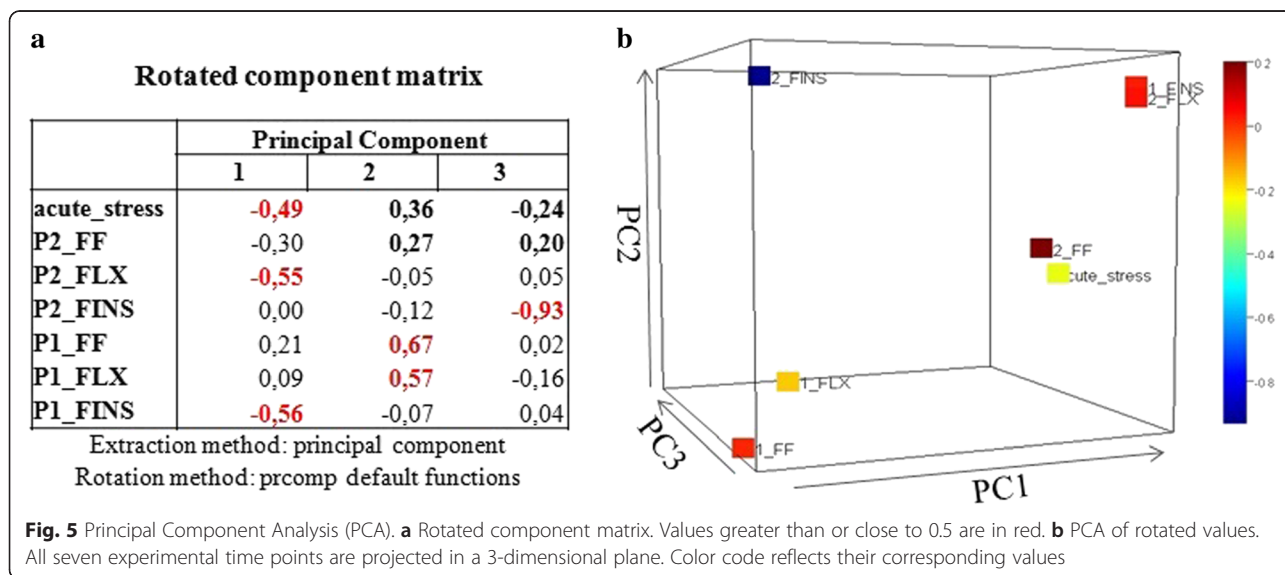 a
Rotated component matrix
Principal Component
1 2 3
acute_stress -0,49 0,36 -0,24
P2_FF -0,30 0,27 0,20
P2_FLX -0,55 -0,05 0,05
P2_FINS 0,00 -0,12 -0,93
P1_FF 0,21 0,67 0,02
P1_FLX 0,09 0,57 -0,16
P1_FINS -0,56 -0,07 0,04
Extraction method: principal component
Rotation method: prcomp default functions
b
2_FINS
1_FINS
2_FLX
2_FF
cute_stress
1_FLX
1_FF
PC2
PC3
PC1
0.2
0
-0.2
-0.4
-0.6
-0.8
Fig. 5 Principal Component Analysis (PCA). a Rotated component matrix. Values greater than or close to 0.5 are in red. b PCA of rotated values.
All seven experimental time points are projected in a 3-dimensional plane. Color code reflects their corresponding values